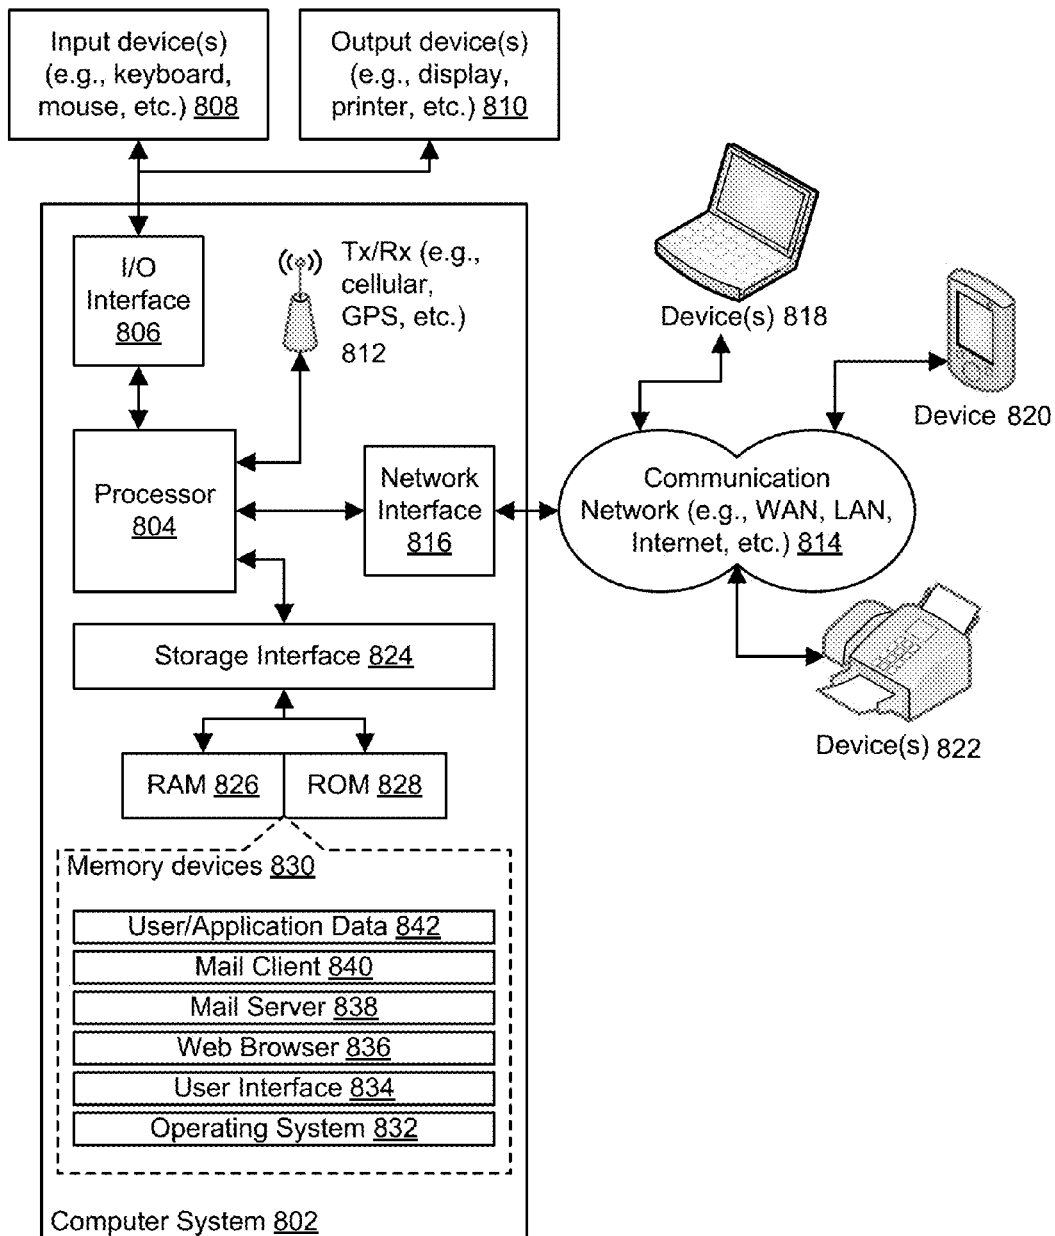 Input device(s)
(e.g., keyboard,
mouse, etc.) 808
Output device(s)
(e.g., display,
printer, etc.) 810
I/O
Interface
806
Tx/Rx (e.g.,
cellular,
GPS, etc.)
812
Device(s) 818
Device 820
Processor
804
Network
Interface
816
Communication
Network (e.g., WAN, LAN,
Internet, etc.) 814
Storage Interface 824
Device(s) 822
RAM 826
ROM 828
Memory devices 830
User/Application Data 842
Mail Client 840
Mail Server 838
Web Browser 836
User Interface 834
Operating System 832
Computer System 802